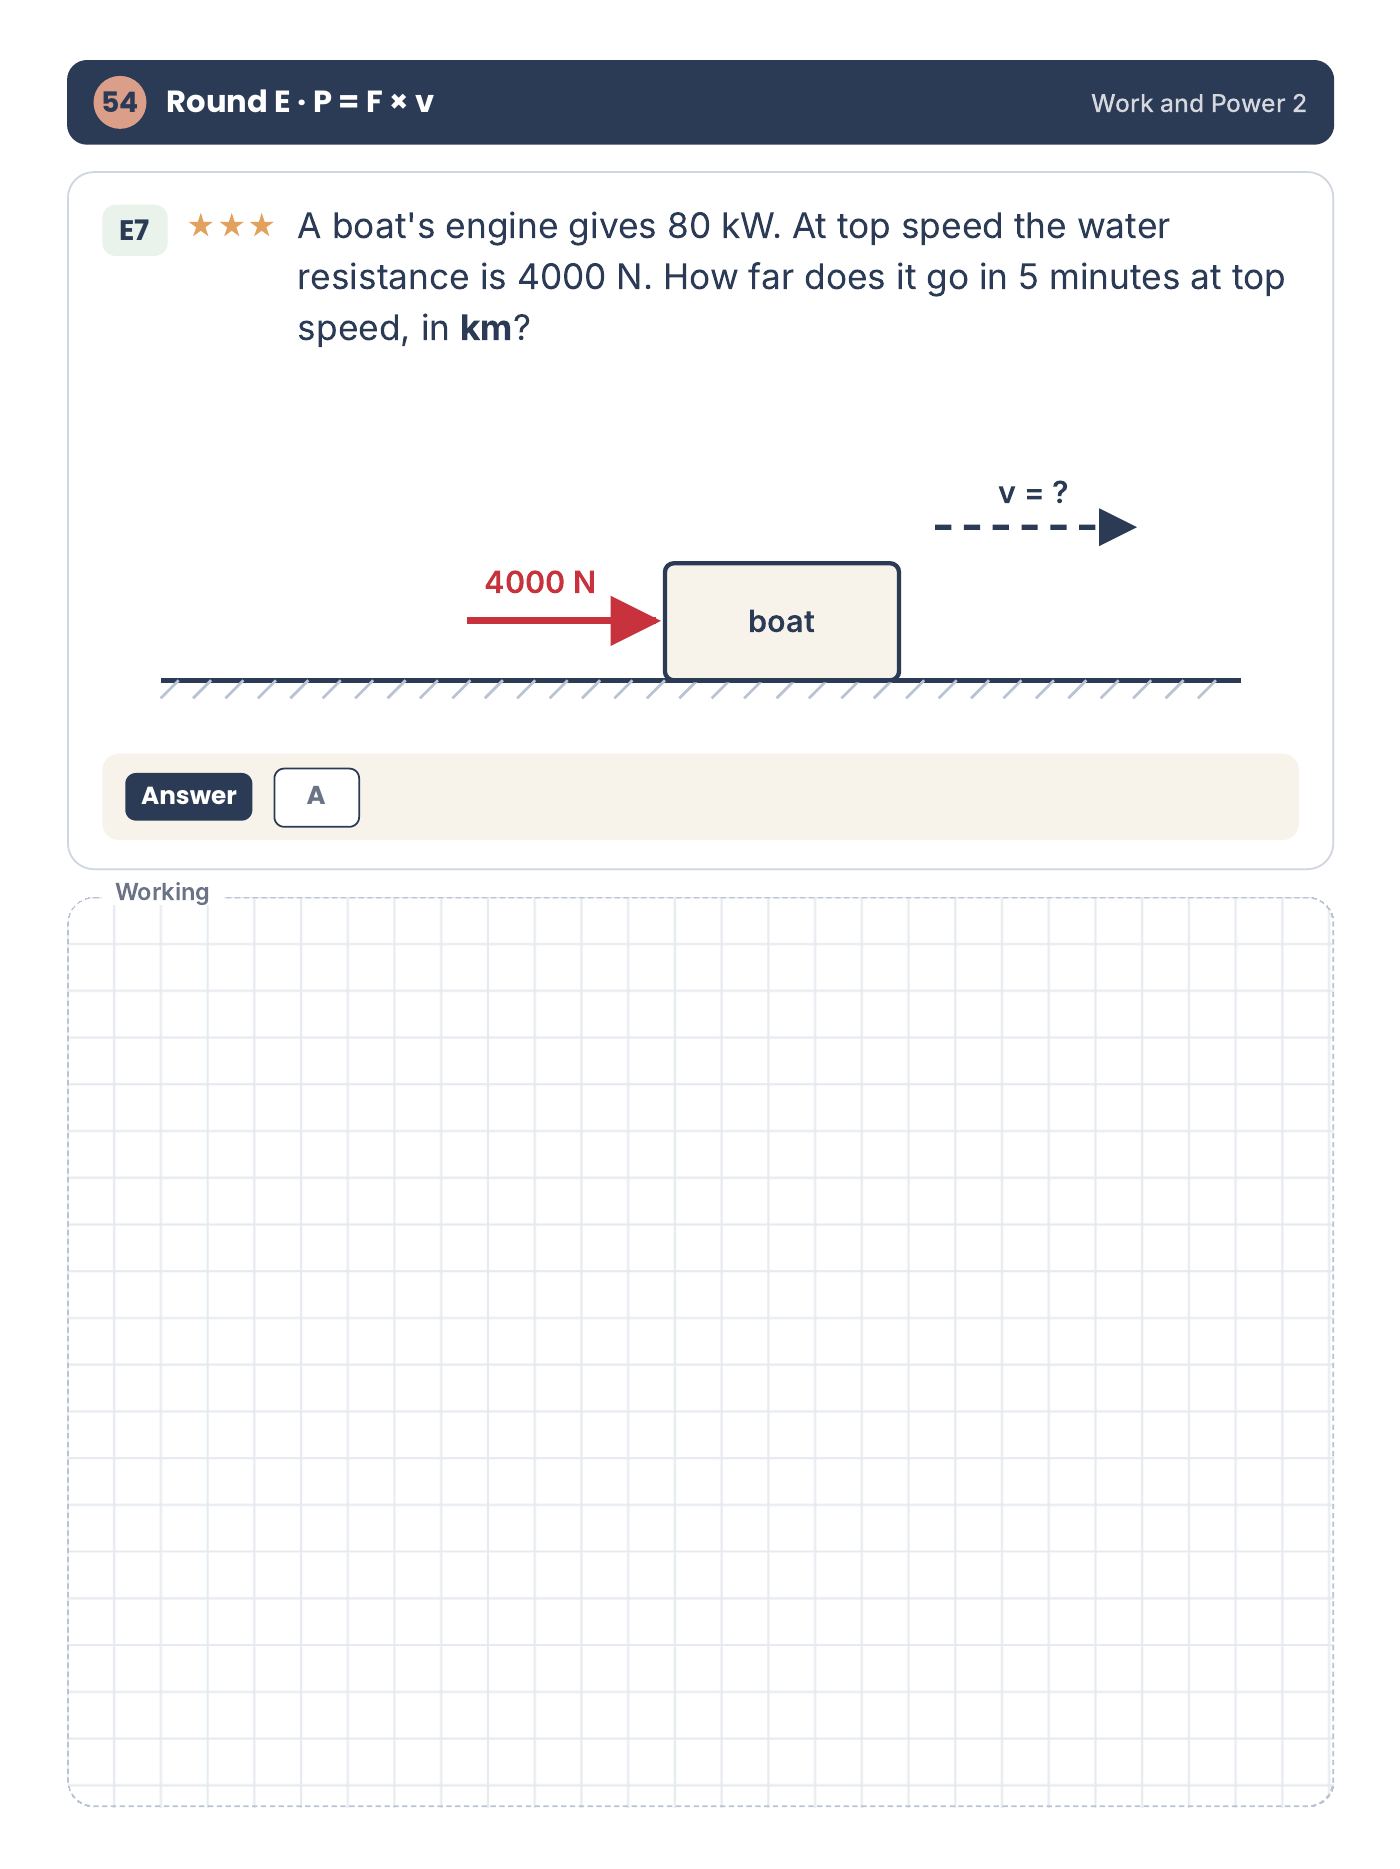 54 Round E · P = F × v
Work and Power 2
E7 ★★★ A boat's engine gives 80 kW. At top speed the water
resistance is 4000 N. How far does it go in 5 minutes at top
speed, in km?
v = ?
4000 N
boat
Answer A
Working